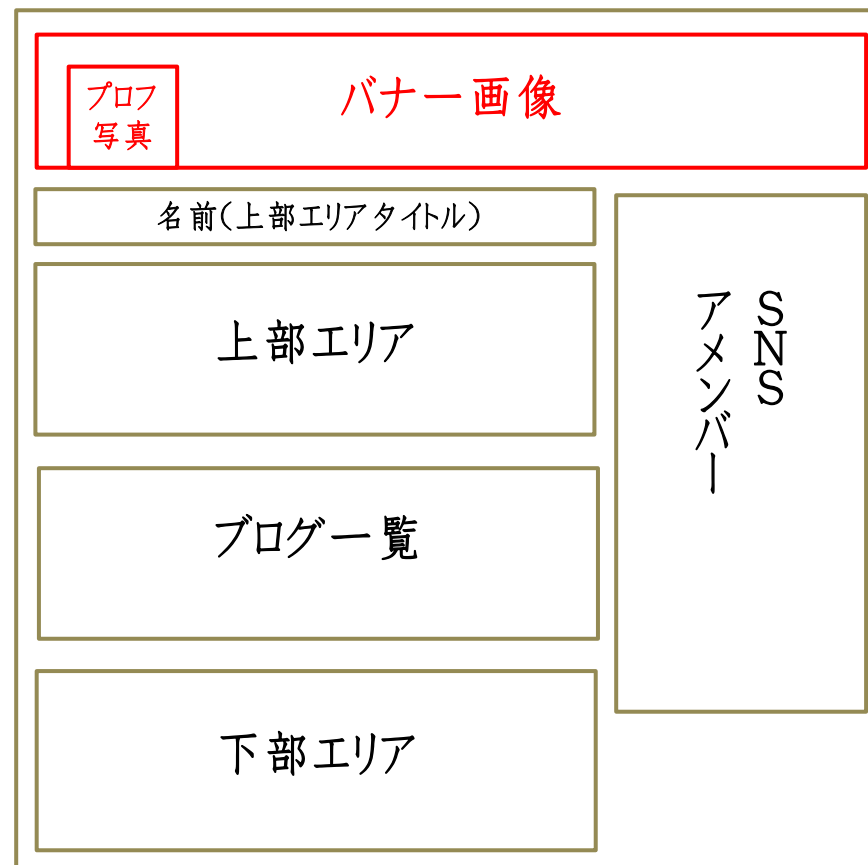 プロフ
写真
バナー画像
名前(上部エリアタイトル)
上部エリア
SNS
アメンバー
ブログ一覧
下部エリア